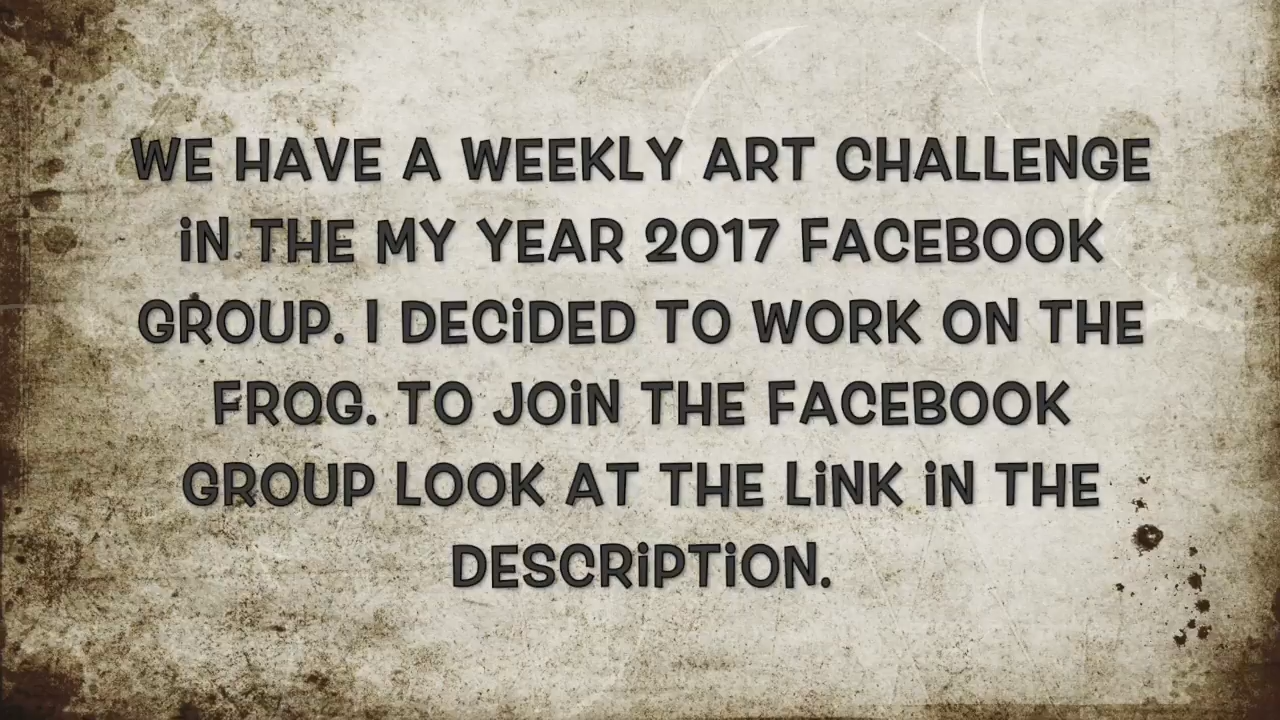 WE HAVE A WEEKLY ART CHALLENGE
iN THE MY YEAR 2017 FACEBOOK
GROUP. I DECiDED TO WORK ON THE
FROG. TO JOiN THE FACEBOOK
GROUP LOOK AT THE LiNK iN THE
DESCRiPTiON.